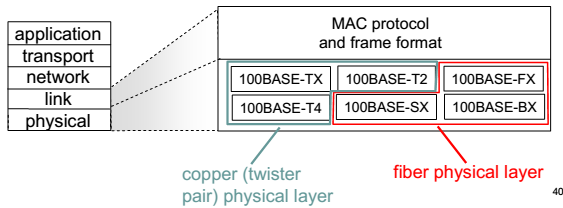 application
transport
network
link
physical
MAC protocol
and frame format
100BASE-TX
100BASE-T2
100BASE-FX
100BASE-T4
100BASE-SX
100BASE-BX
copper (twister
pair) physical layer
fiber physical layer
40